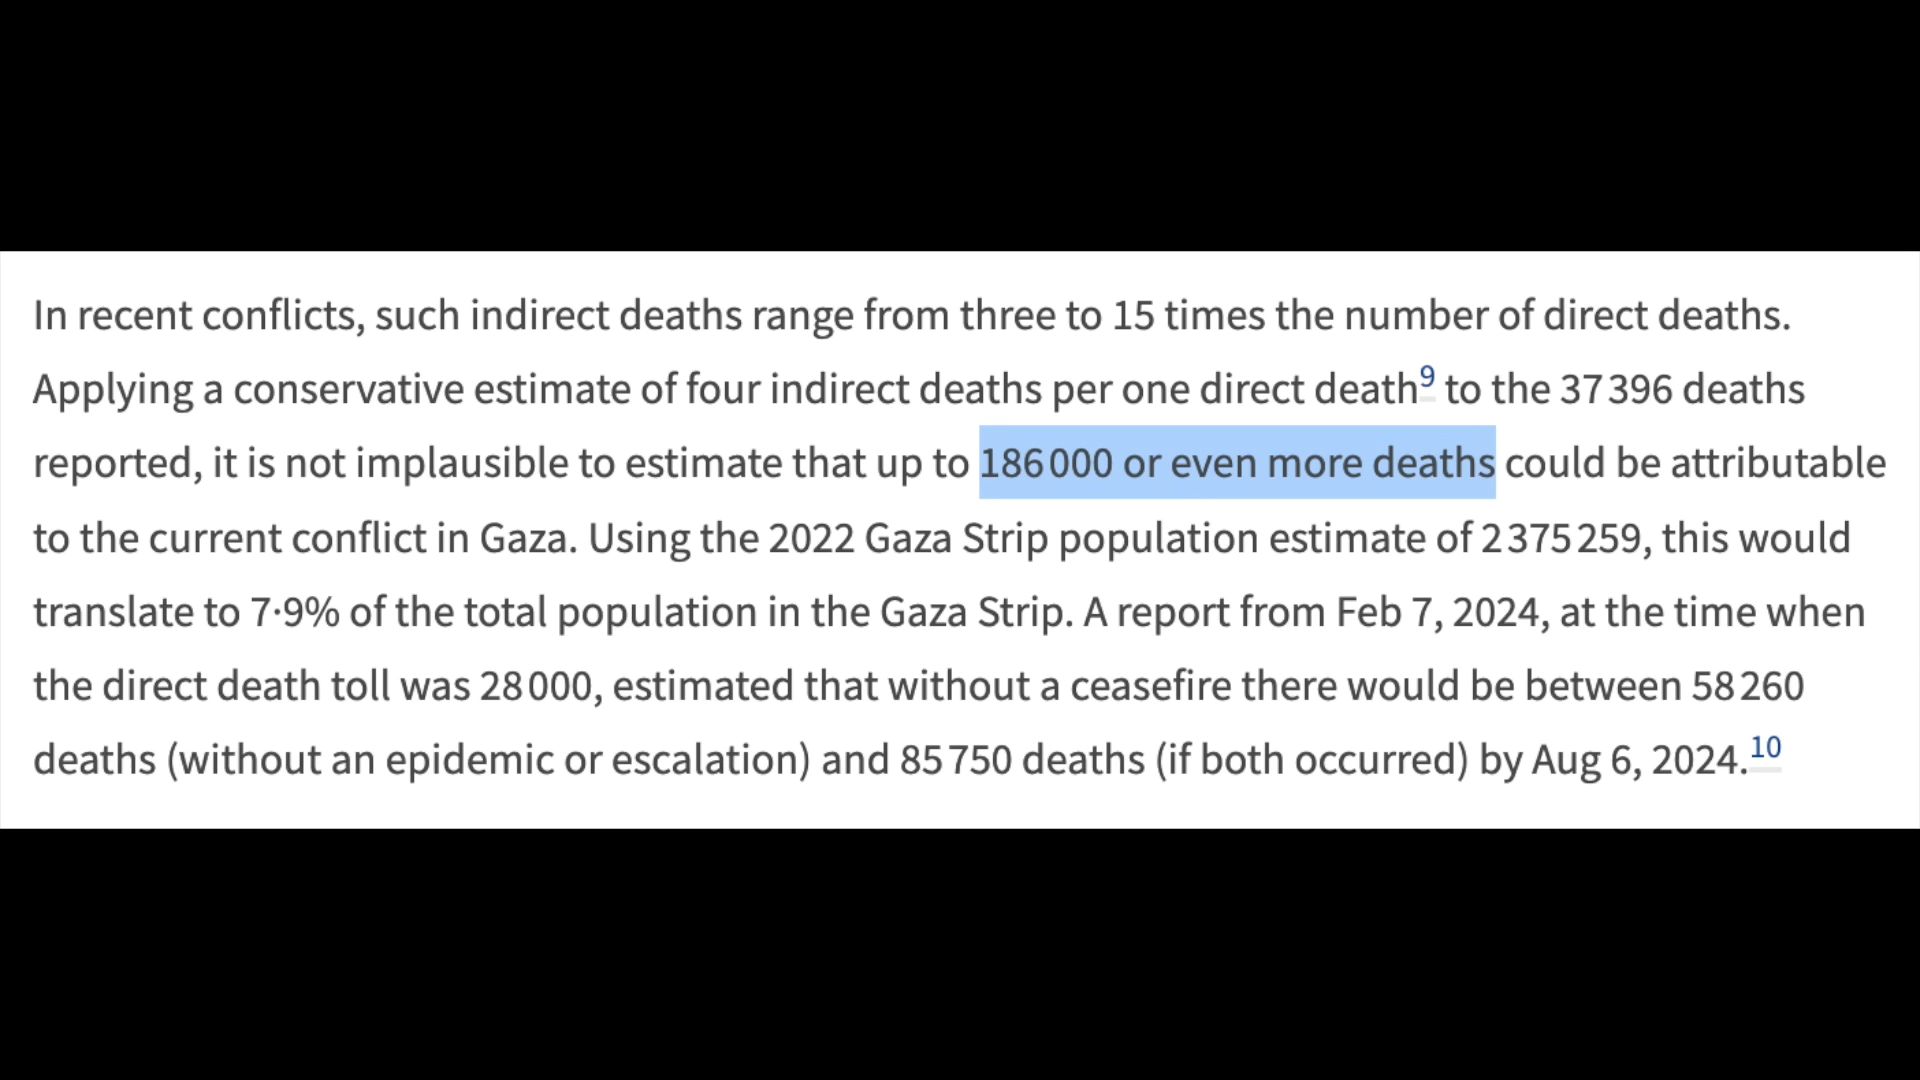 In recent conflicts, such indirect deaths range from three to 15 times the number of direct deaths.
Applying a conservative estimate of four indirect deaths per one direct death9 to the 37 396 deaths
reported, it is not implausible to estimate that up to 186 000 or even more deaths could be attributable
to the current conflict in Gaza. Using the 2022 Gaza Strip population estimate of 2 375 259, this would
translate to 7·9% of the total population in the Gaza Strip. A report from Feb 7, 2024, at the time when
the direct death toll was 28 000, estimated that without a ceasefire there would be between 58 260
deaths (without an epidemic or escalation) and 85 750 deaths (if both occurred) by Aug 6, 2024.10